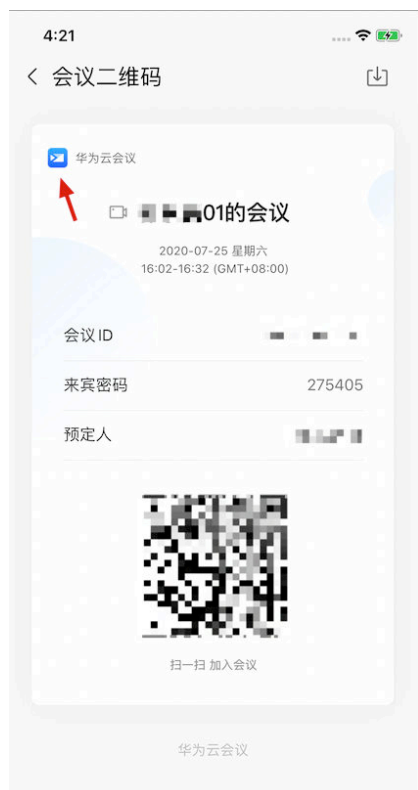 4:21
会议二维码
华为云会议
01的会议
2020-07-25 星期六
16:02-16:32 (GMT+08:00)
会议ID
来宾密码 275405
预定人
扫一扫 加入会议
华为云会议